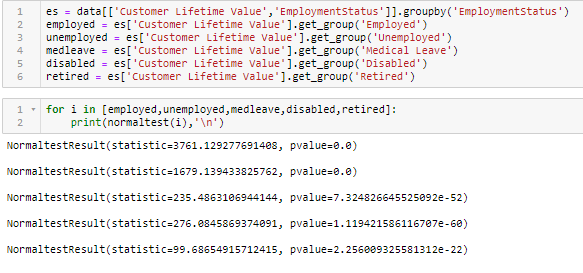 1 es = data[['Customer Lifetime Value','EmploymentStatus']].groupby('EmploymentStatus')
2 employed = es['Customer Lifetime Value'].get_group('Employed')
3 unemployed = es['Customer Lifetime Value'].get_group('Unemployed')
4 medleave = es['Customer Lifetime Value'].get_group('Medical Leave')
5 disabled = es['Customer Lifetime Value'].get_group('Disabled')
6 retired = es['Customer Lifetime Value'].get_group('Retired')
1 for i in [employed,unemployed,medleave,disabled,retired]:
2 print(normaltest(i),'\n')
NormaltestResult(statistic=3761.129277691408, pvalue=0.0)
NormaltestResult(statistic=1679.139433825762, pvalue=0.0)
NormaltestResult(statistic=235.4863106944144, pvalue=7.324826645525092e-52)
NormaltestResult(statistic=276.0845869374091, pvalue=1.119421586116707e-60)
NormaltestResult(statistic=99.68654915712415, pvalue=2.256009325581312e-22)